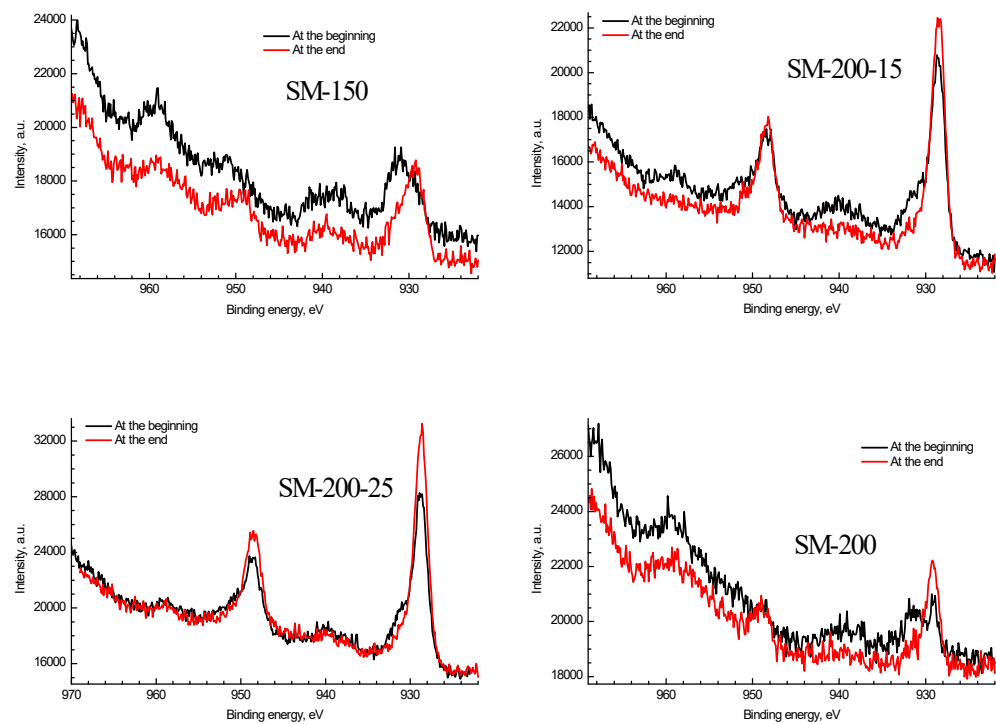 24000
22000
20000
18000
16000
Intensity, a.u.
At the beginning
At the end
SM-150
960
950
940
930
Binding energy, eV
22000
20000
18000
16000
14000
12000
Intensity, a.u.
At the beginning
At the end
SM-200-15
960
950
940
930
Binding energy, eV
32000
28000
24000
20000
16000
Intensity, a.u.
At the beginning
At the end
SM-200-25
970
960
950
940
930
Binding energy, eV
26000
24000
22000
20000
18000
Intensity, a.u.
At the beginning
At the end
SM-200
960
950
940
930
Binding energy, eV